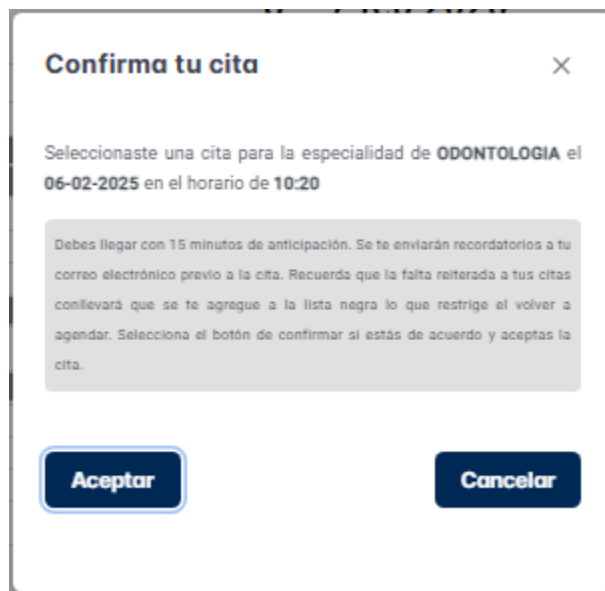 Confirma tu cita
Seleccionaste una cita para la especialidad de ODONTOLOGIA el
06-02-2025 en el horario de 10:20
Debes llegar con 15 minutos de anticipación. Se te enviarán recordatorios a tu
correo electrónico previo a la cita. Recuerda que la falta reiterada a tus citas
conllevará que se te agregue a la lista negra lo que restrige el volver a
agendar. Selecciona el botón de confirmar si estás de acuerdo y aceptas la
cita.
Aceptar
Cancelar